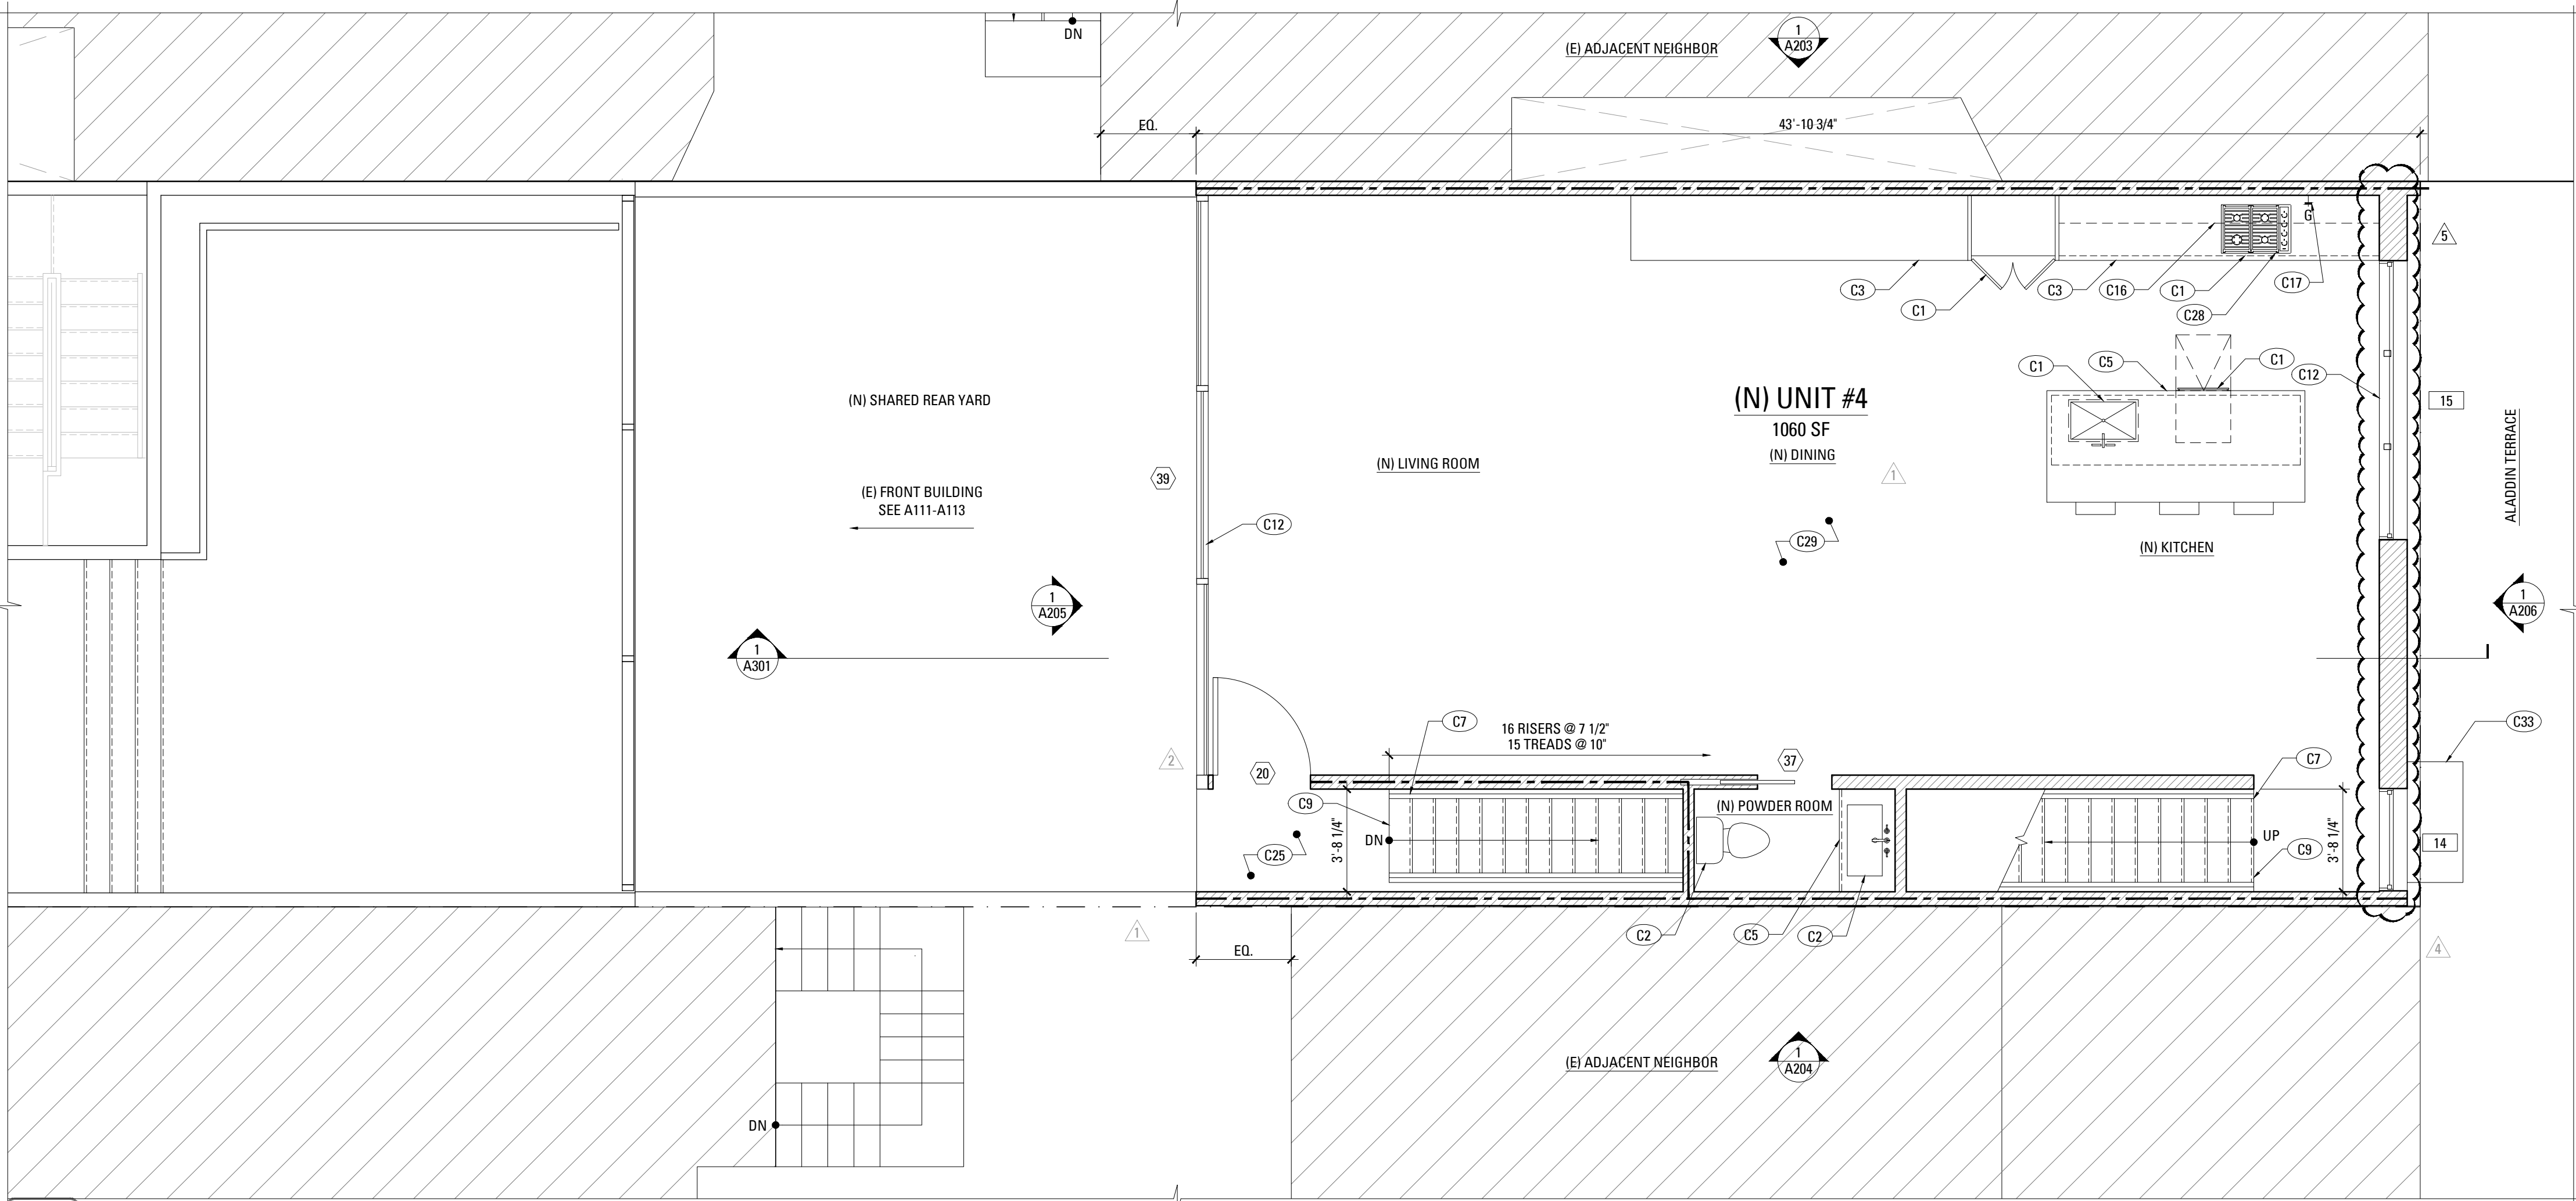 DN
(E) ADJACENT NEIGHBOR
1
A203
EQ.
43'-10 3/4"
G
5
C3
C1
C3
C16
C1
C28
C17
C1
C5
C1
C12
15
(N) SHARED REAR YARD
(N) UNIT #4
1060 SF
(N) DINING
(N) LIVING ROOM
1
39
ALADDIN TERRACE
(E) FRONT BUILDING
SEE A111-A113
C12
C29
(N) KITCHEN
1
A205
1
A206
1
A301
C7
16 RISERS @ 7 1/2"
15 TREADS @ 10"
C33
2
20
37
C7
C9
(N) POWDER ROOM
3'-8 1/4"
DN
C25
UP
C9
3'-8 1/4"
14
1
C2
C5
C2
4
EQ.
(E) ADJACENT NEIGHBOR
1
A204
DN